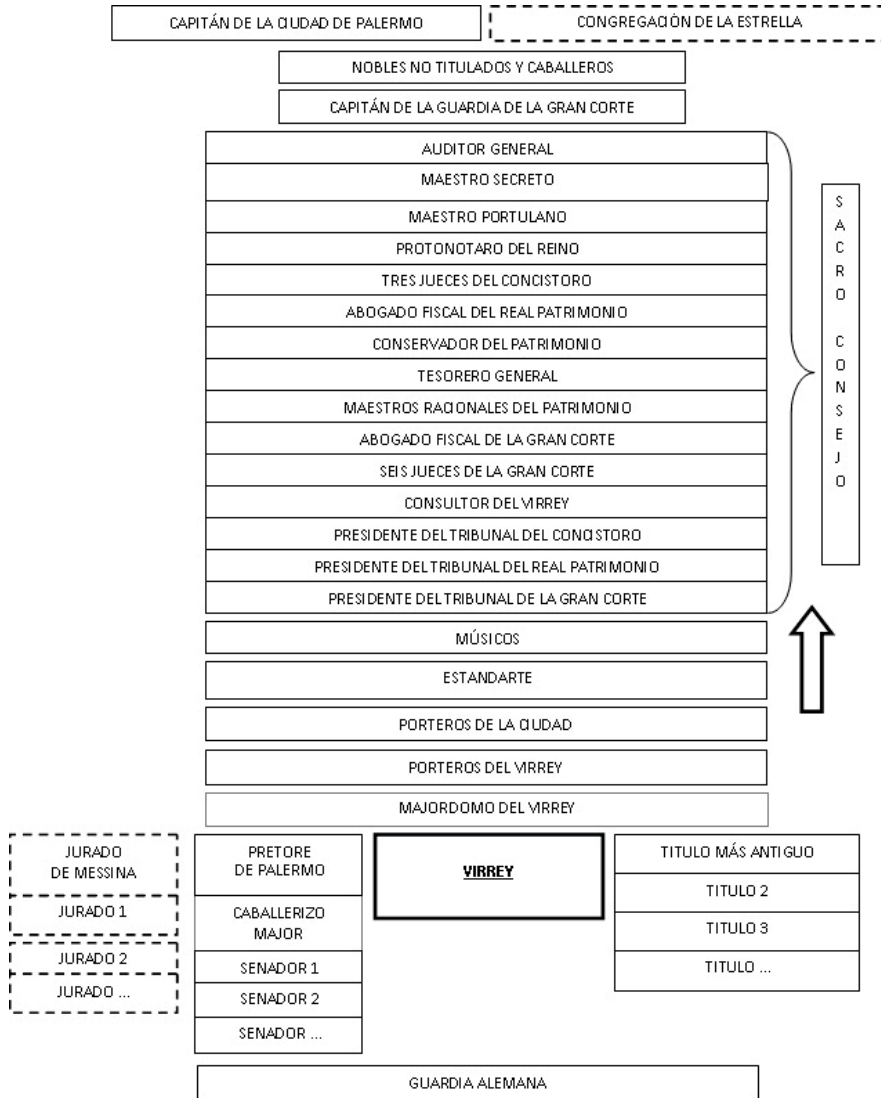 CAPITÁN DE LA CIUDAD DE PALERMO
CONGREGACIÓN DE LA ESTRELLA
NOBLES NO TITULADOS Y CABALLEROS
CAPITÁN DE LA GUARDIA DE LA GRAN CORTE
AUDITOR GENERAL
MAESTRO SECRETO
MAESTRO PORTULANO
PROTONOTARO DEL REINO
TRES JUECES DEL CONCISTORO
ABOGADO FISCAL DEL REAL PATRIMONIO
CONSERVADOR DEL PATRIMONIO
TESORERO GENERAL
MAESTROS RACIONALES DEL PATRIMONIO
ABOGADO FISCAL DE LA GRAN CORTE
SEIS JUECES DE LA GRAN CORTE
CONSULTOR DEL VIRREY
PRESIDENTE DEL TRIBUNAL DEL CONCISTORO
PRESIDENTE DEL TRIBUNAL DEL REAL PATRIMONIO
PRESIDENTE DEL TRIBUNAL DE LA GRAN CORTE
SACRO CONSEJO
MÚSICOS
ESTANDARTE
PORTEROS DE LA CIUDAD
PORTEROS DEL VIRREY
MAJORDOMO DEL VIRREY
JURADO
DE MESSINA
JURADO 1
JURADO 2
JURADO ...
PRETORE
DE PALERMO
CABALLERIZO
MAJOR
SENADOR 1
SENADOR 2
SENADOR ...
VIRREY
TITULO MÁS ANTIGUO
TITULO 2
TITULO 3
TITULO ...
GUARDIA ALEMANA